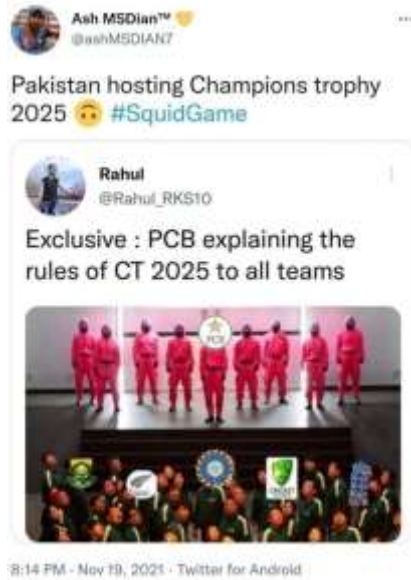 Ash MSDian™ 💛
@ashMSDIAN7
Pakistan hosting Champions trophy
2025 🙃 #SquidGame
Rahul
@Rahul_RKS10
Exclusive : PCB explaining the
rules of CT 2025 to all teams
PCB
8:14 PM · Nov 19, 2021 · Twitter for Android